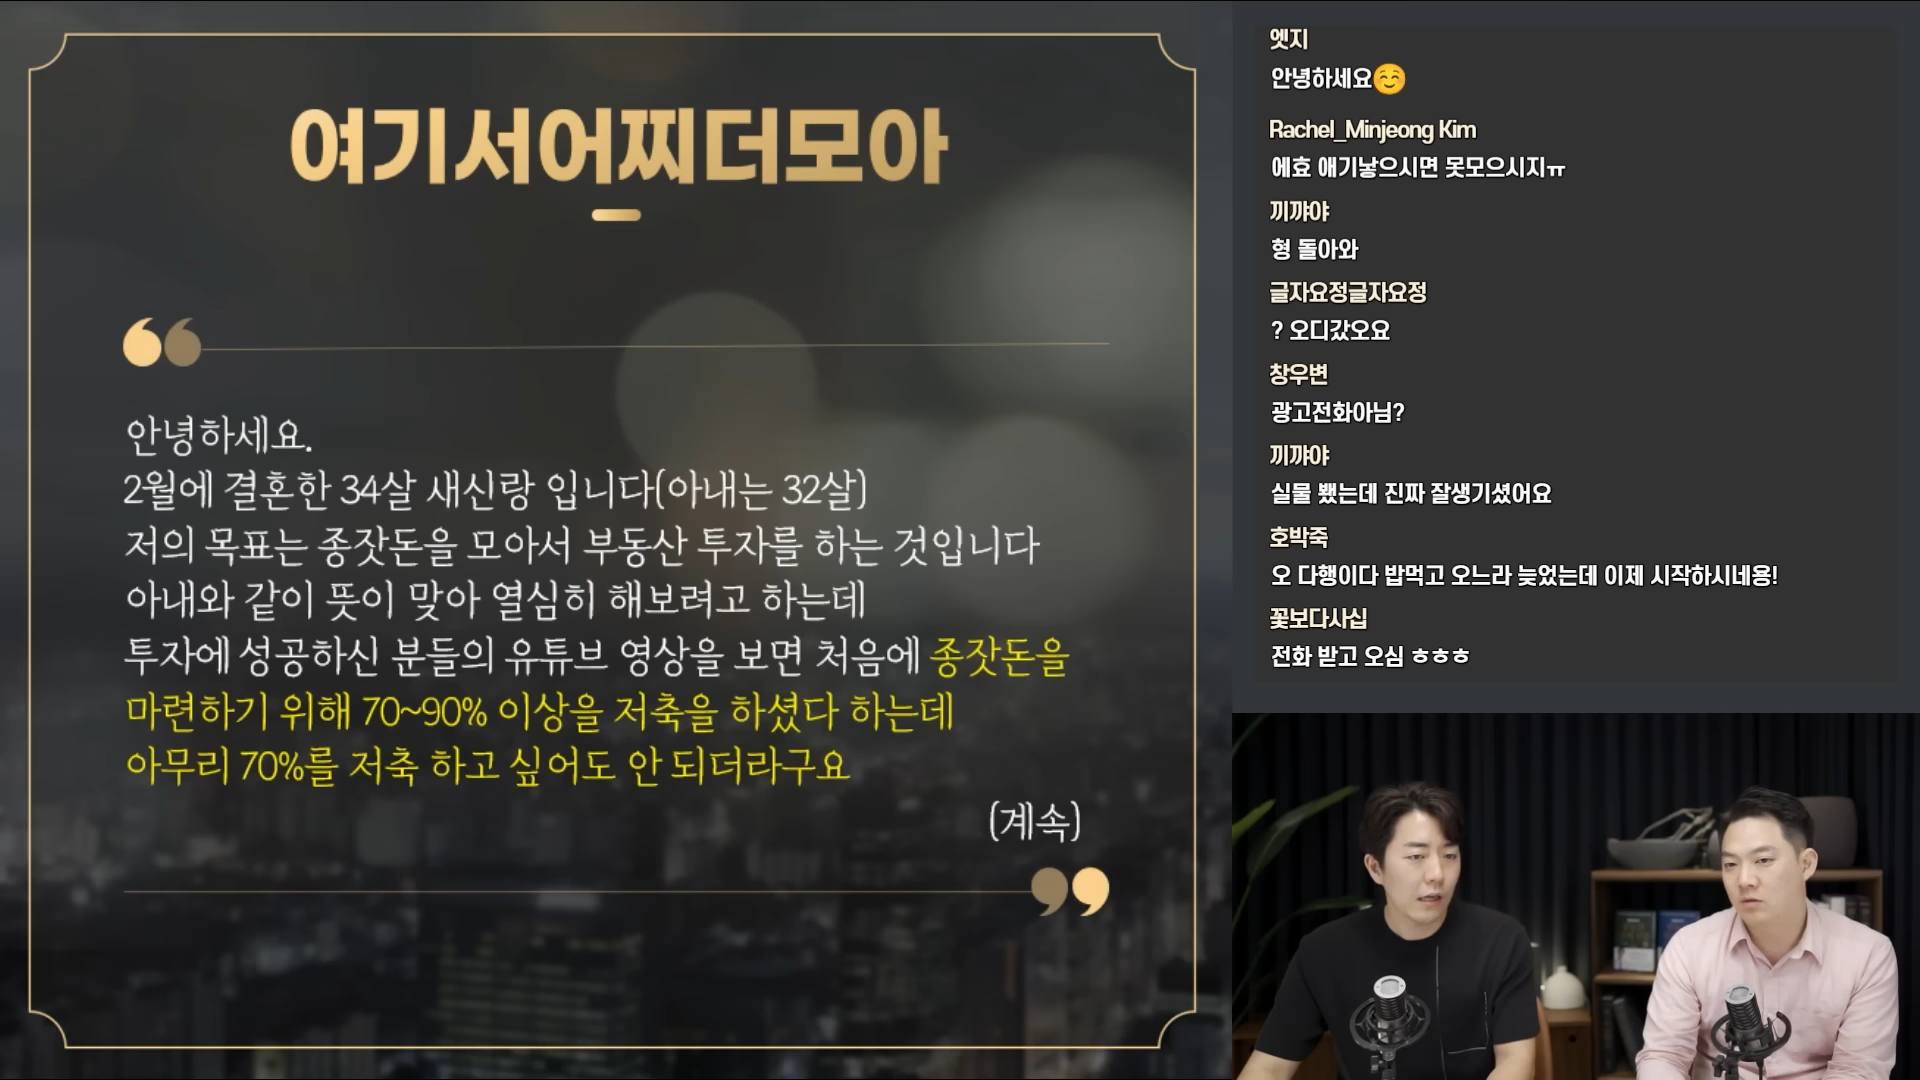 여기서어찌더모아
안녕하세요.
2월에 결혼한 34살 새신랑 입니다(아내는 32살)
저의 목표는 종잣돈을 모아서 부동산 투자를 하는 것입니다
아내와 같이 뜻이 맞아 열심히 해보려고 하는데
투자에 성공하신 분들의 유튜브 영상을 보면 처음에 종잣돈을
마련하기 위해 70~90% 이상을 저축을 하셨다 하는데
아무리 70%를 저축 하고 싶어도 안 되더라구요
(계속)
엣지
안녕하세요☺️
Rachel_Minjeong Kim
에효 애기낳으시면 못모으시지ㅠ
끼꺄야
형 돌아와
글자요정글자요정
? 오디갔오요
창우변
광고전화아님?
끼꺄야
실물 뵀는데 진짜 잘생기셨어요
호박죽
오 다행이다 밥먹고 오느라 늦었는데 이제 시작하시네용!
꽃보다사십
전화 받고 오심 ㅎㅎㅎ